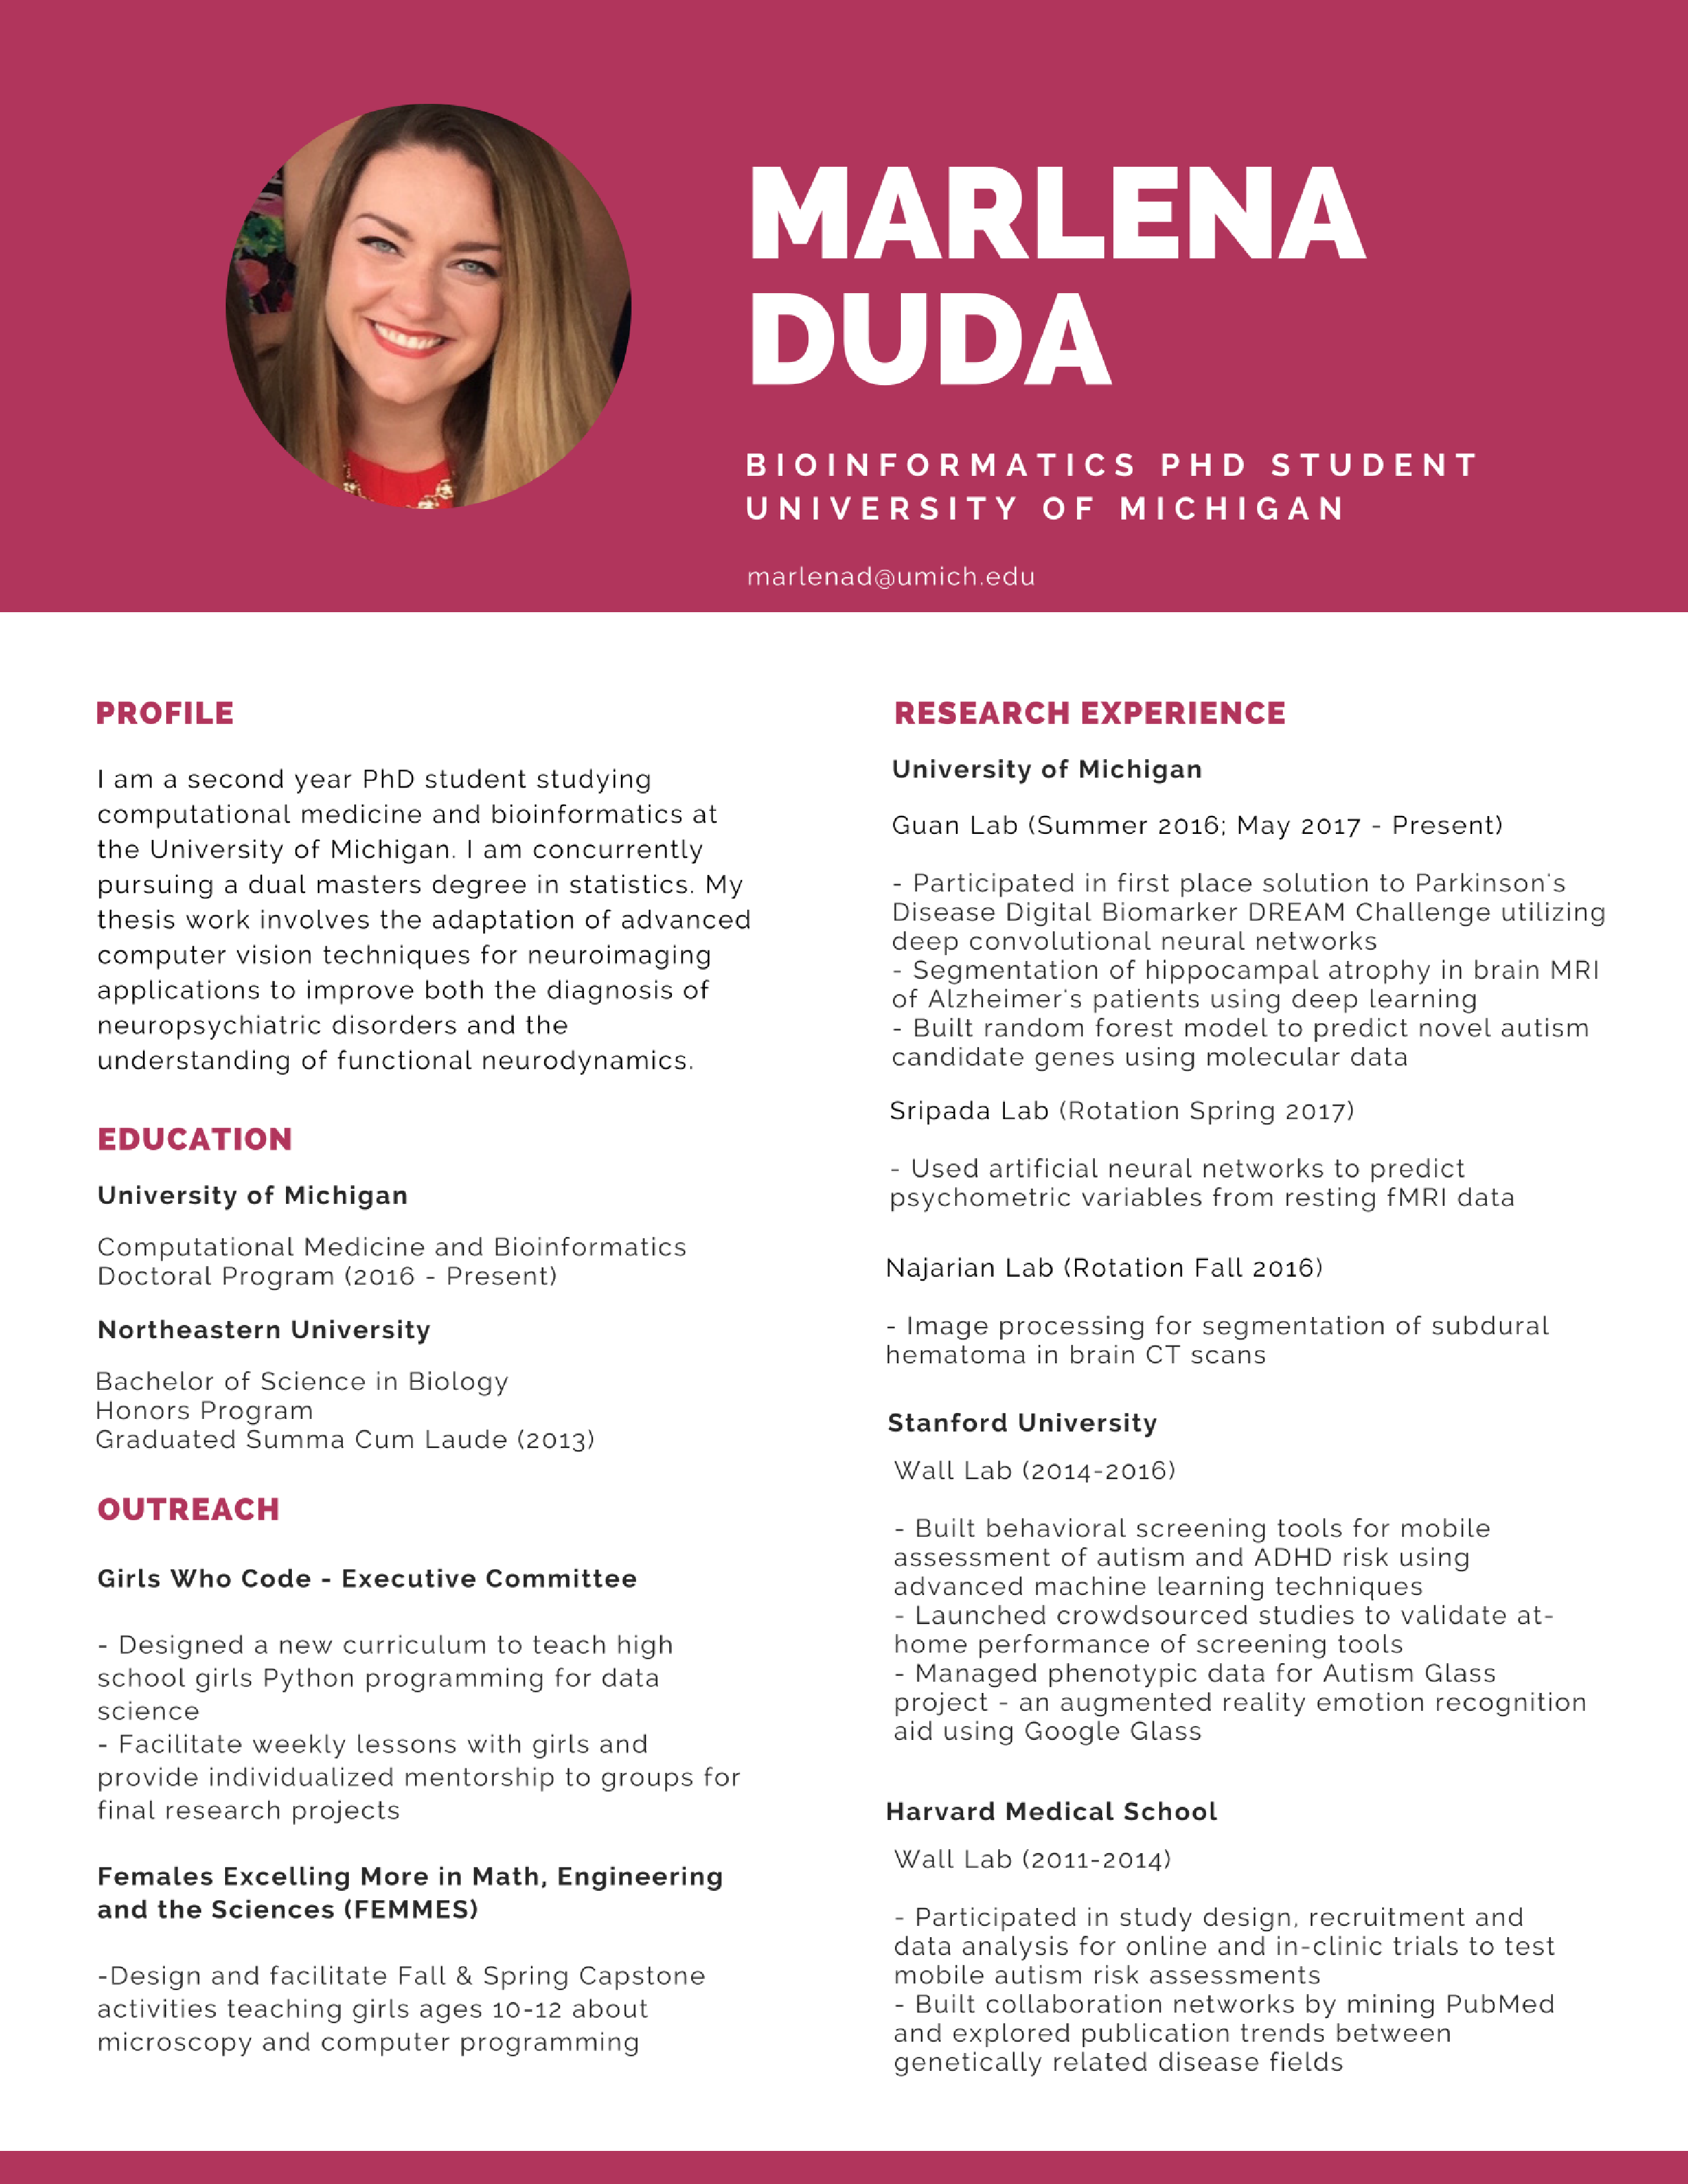 MARLENA
DUDA
BIOINFORMATICS PHD STUDENT
UNIVERSITY OF MICHIGAN
marlenad@umich.edu
PROFILE
I am a second year PhD student studying
computational medicine and bioinformatics at
the University of Michigan. I am concurrently
pursuing a dual masters degree in statistics. My
thesis work involves the adaptation of advanced
computer vision techniques for neuroimaging
applications to improve both the diagnosis of
neuropsychiatric disorders and the
understanding of functional neurodynamics.
EDUCATION
University of Michigan
Computational Medicine and Bioinformatics
Doctoral Program (2016 - Present)
Northeastern University
Bachelor of Science in Biology
Honors Program
Graduated Summa Cum Laude (2013)
OUTREACH
Girls Who Code - Executive Committee
- Designed a new curriculum to teach high
school girls Python programming for data
science
- Facilitate weekly lessons with girls and
provide individualized mentorship to groups for
final research projects
Females Excelling More in Math, Engineering
and the Sciences (FEMMES)
-Design and facilitate Fall & Spring Capstone
activities teaching girls ages 10-12 about
microscopy and computer programming
RESEARCH EXPERIENCE
University of Michigan
Guan Lab (Summer 2016; May 2017 - Present)
- Participated in first place solution to Parkinson's
Disease Digital Biomarker DREAM Challenge utilizing
deep convolutional neural networks
- Segmentation of hippocampal atrophy in brain MRI
of Alzheimer's patients using deep learning
- Built random forest model to predict novel autism
candidate genes using molecular data
Sripada Lab (Rotation Spring 2017)
- Used artificial neural networks to predict
psychometric variables from resting fMRI data
Najarian Lab (Rotation Fall 2016)
- Image processing for segmentation of subdural
hematoma in brain CT scans
Stanford University
Wall Lab (2014-2016)
- Built behavioral screening tools for mobile
assessment of autism and ADHD risk using
advanced machine learning techniques
- Launched crowdsourced studies to validate at-
home performance of screening tools
- Managed phenotypic data for Autism Glass
project - an augmented reality emotion recognition
aid using Google Glass
Harvard Medical School
Wall Lab (2011-2014)
- Participated in study design, recruitment and
data analysis for online and in-clinic trials to test
mobile autism risk assessments
- Built collaboration networks by mining PubMed
and explored publication trends between
genetically related disease fields